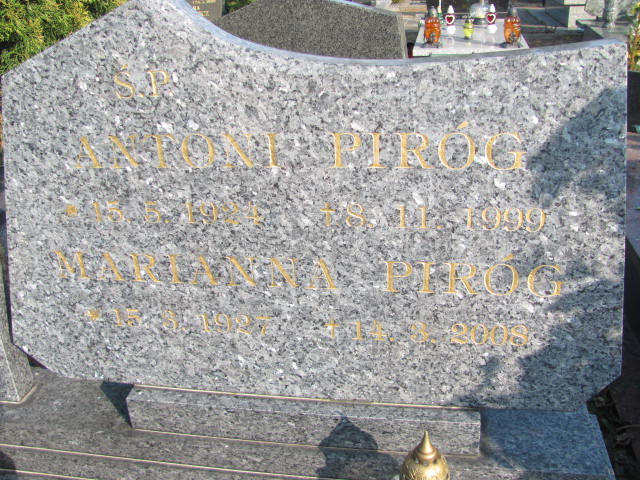 Ś.P.
ANTONI PIRÓG
* 15. 5. 1924 † 8. 11. 1999
MARIANNA PIRÓG
* 15. 3. 1927 † 14. 3. 2008